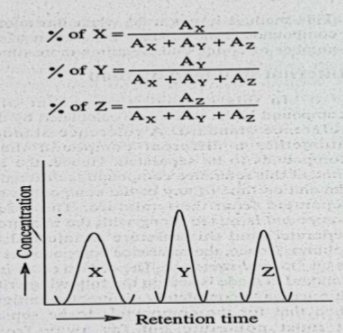 % of X = A_X / A_X + A_Y + A_Z
% of Y = A_Y / A_X + A_Y + A_Z
% of Z = A_Z / A_X + A_Y + A_Z
Concentration
X Y Z
Retention time